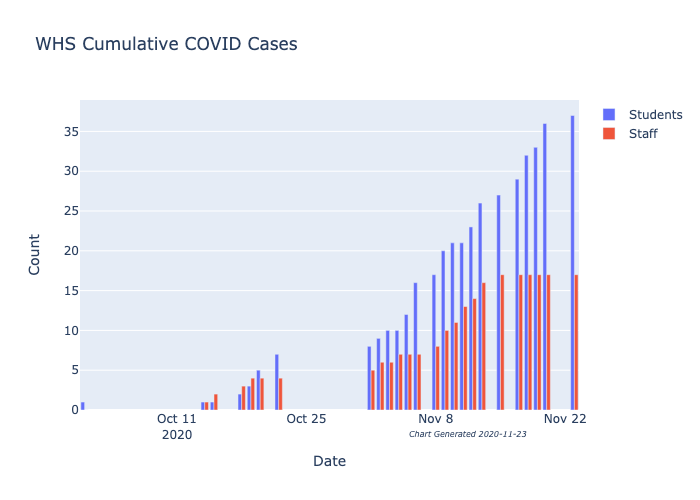 WHS Cumulative COVID Cases
Students
Staff
35
30
25
20
15
10
5
0
Count
Oct 11
2020
Oct 25
Nov 8
Nov 22
Chart Generated 2020-11-23
Date